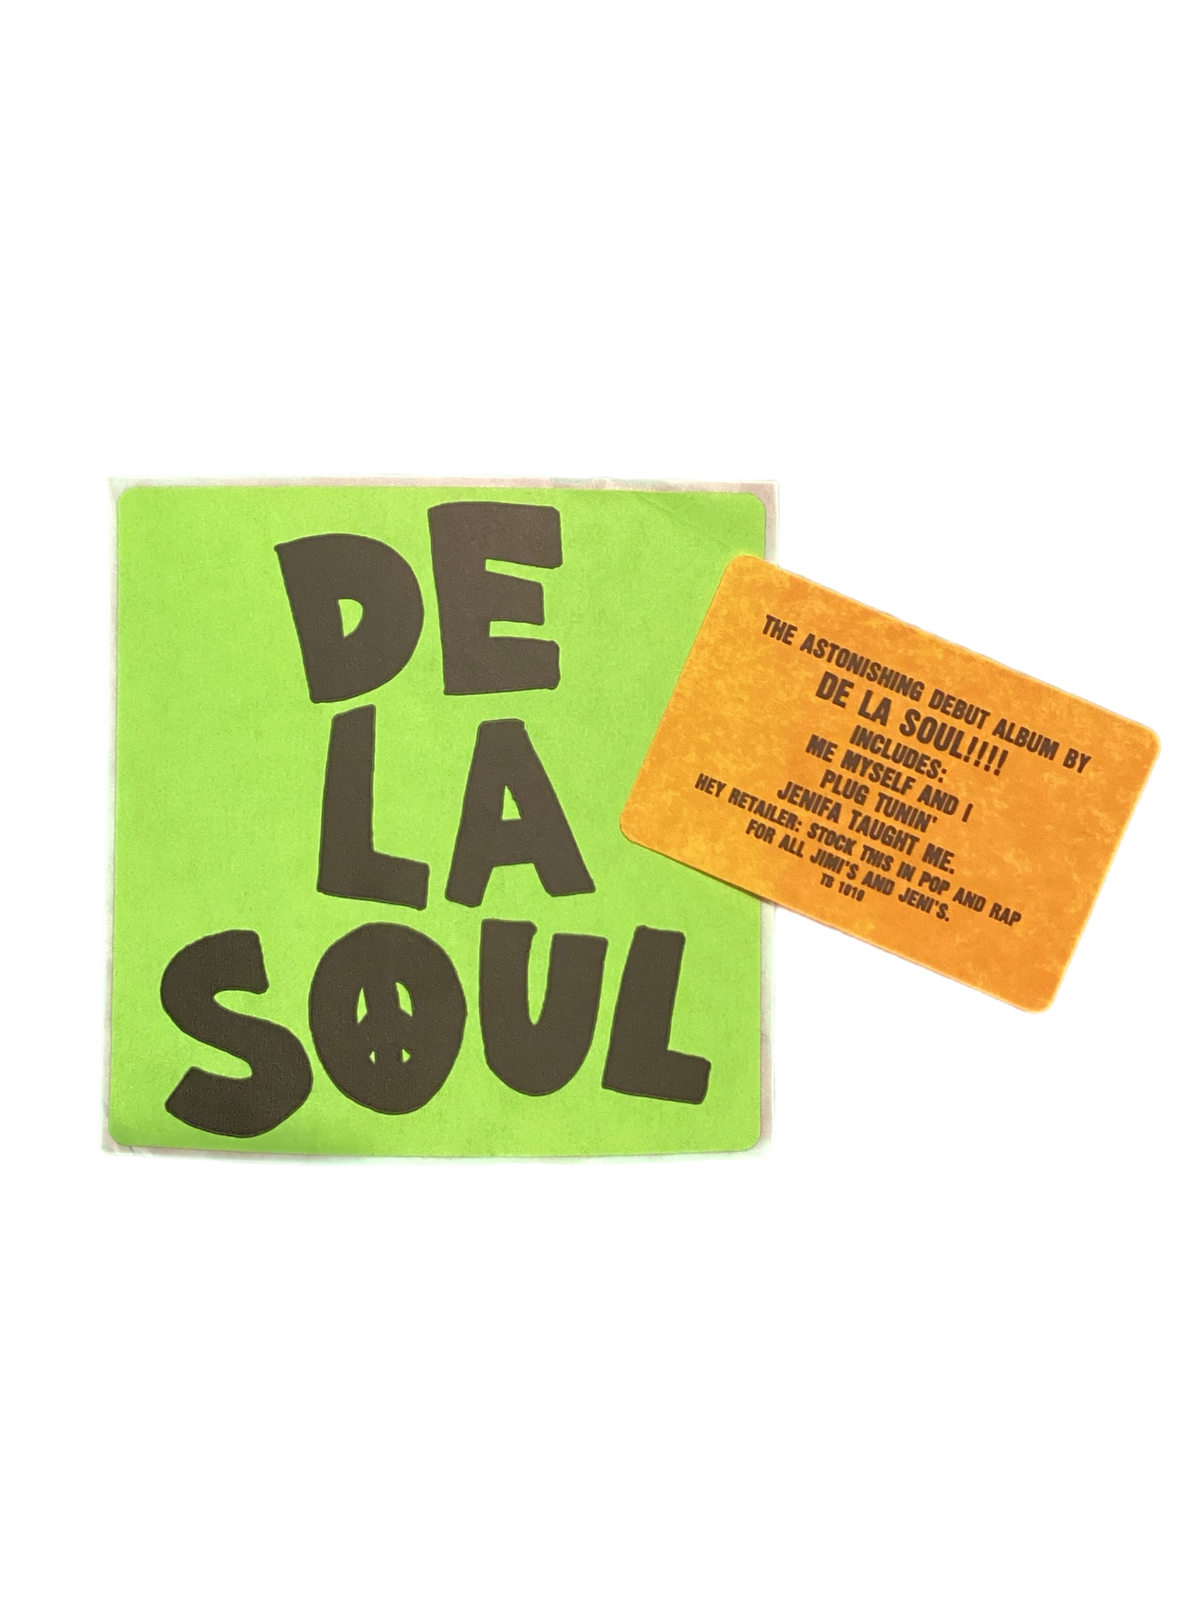 DE
LA
SOUL
THE ASTONISHING DEBUT ALBUM BY
DE LA SOUL!!!!
INCLUDES:
ME MYSELF AND I
PLUG TUNIN'
JENIFA TAUGHT ME.
HEY RETAILER: STOCK THIS IN POP AND RAP
FOR ALL JIMI'S AND JENI'S.
TB 1019